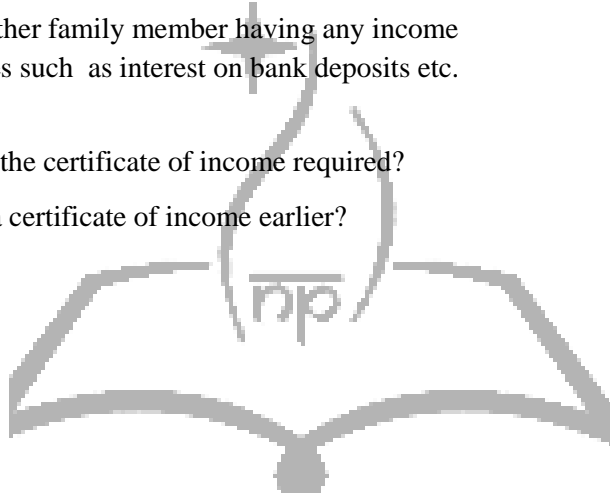 ther family member having any income
s such as interest on bank deposits etc.
the certificate of income required?
certificate of income earlier?
np